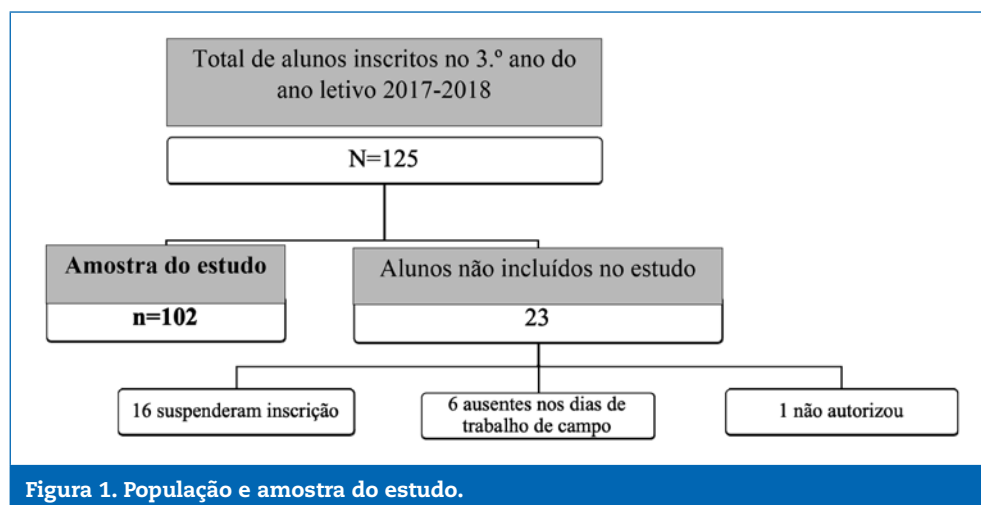 Total de alunos inscritos no 3.º ano do
ano letivo 2017-2018
N=125
Amostra do estudo
n=102
Alunos não incluídos no estudo
23
16 suspenderam inscrição
6 ausentes nos dias de
trabalho de campo
1 não autorizou
Figura 1. População e amostra do estudo.